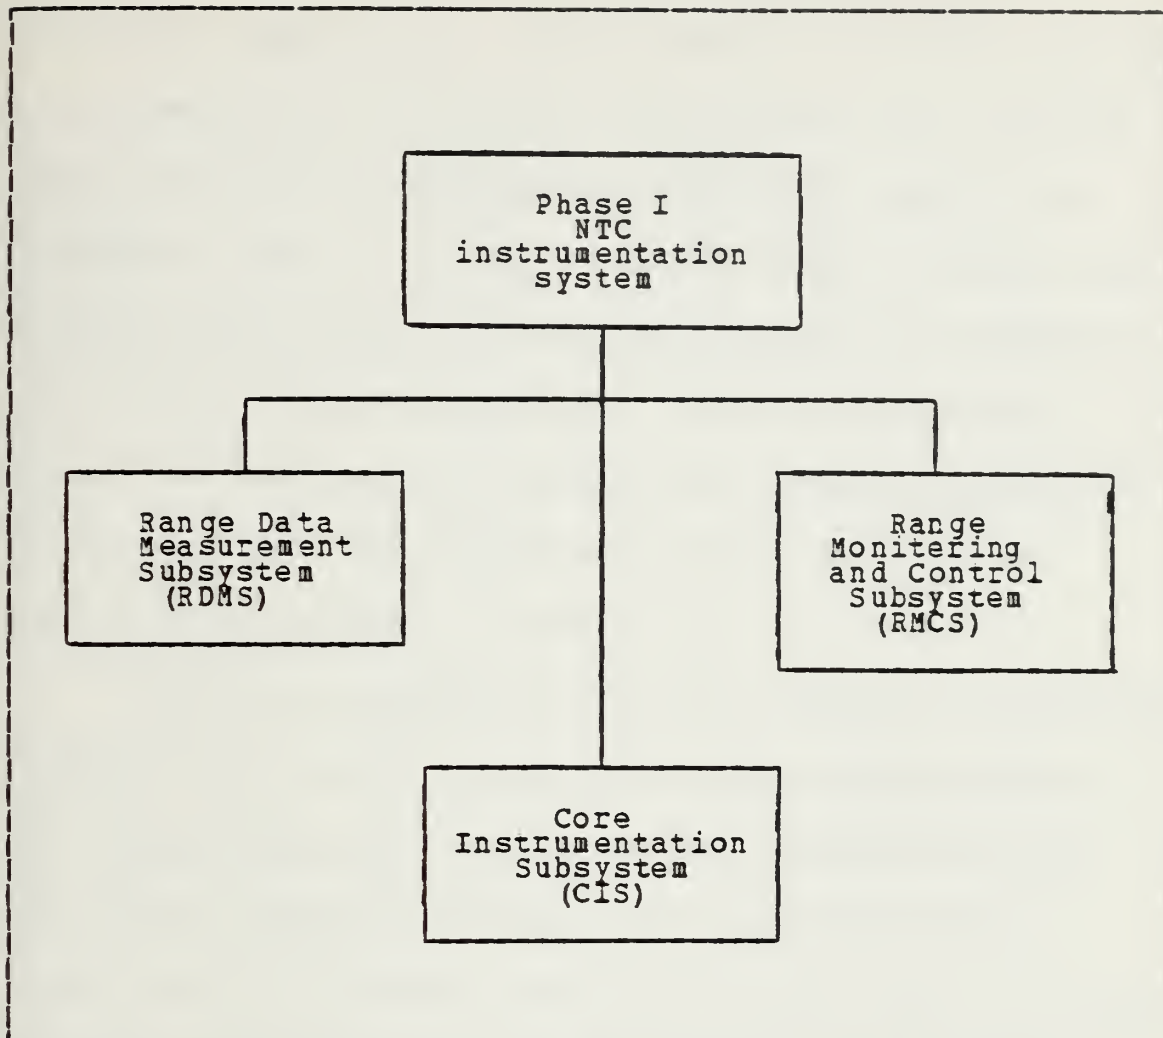 Phase I
NTC
instrumentation
system
Range Data
Measurement
Subsystem
(RDMS)
Range
Monitering
and Control
Subsystem
(RMCS)
Core
Instrumentation
Subsystem
(CIS)